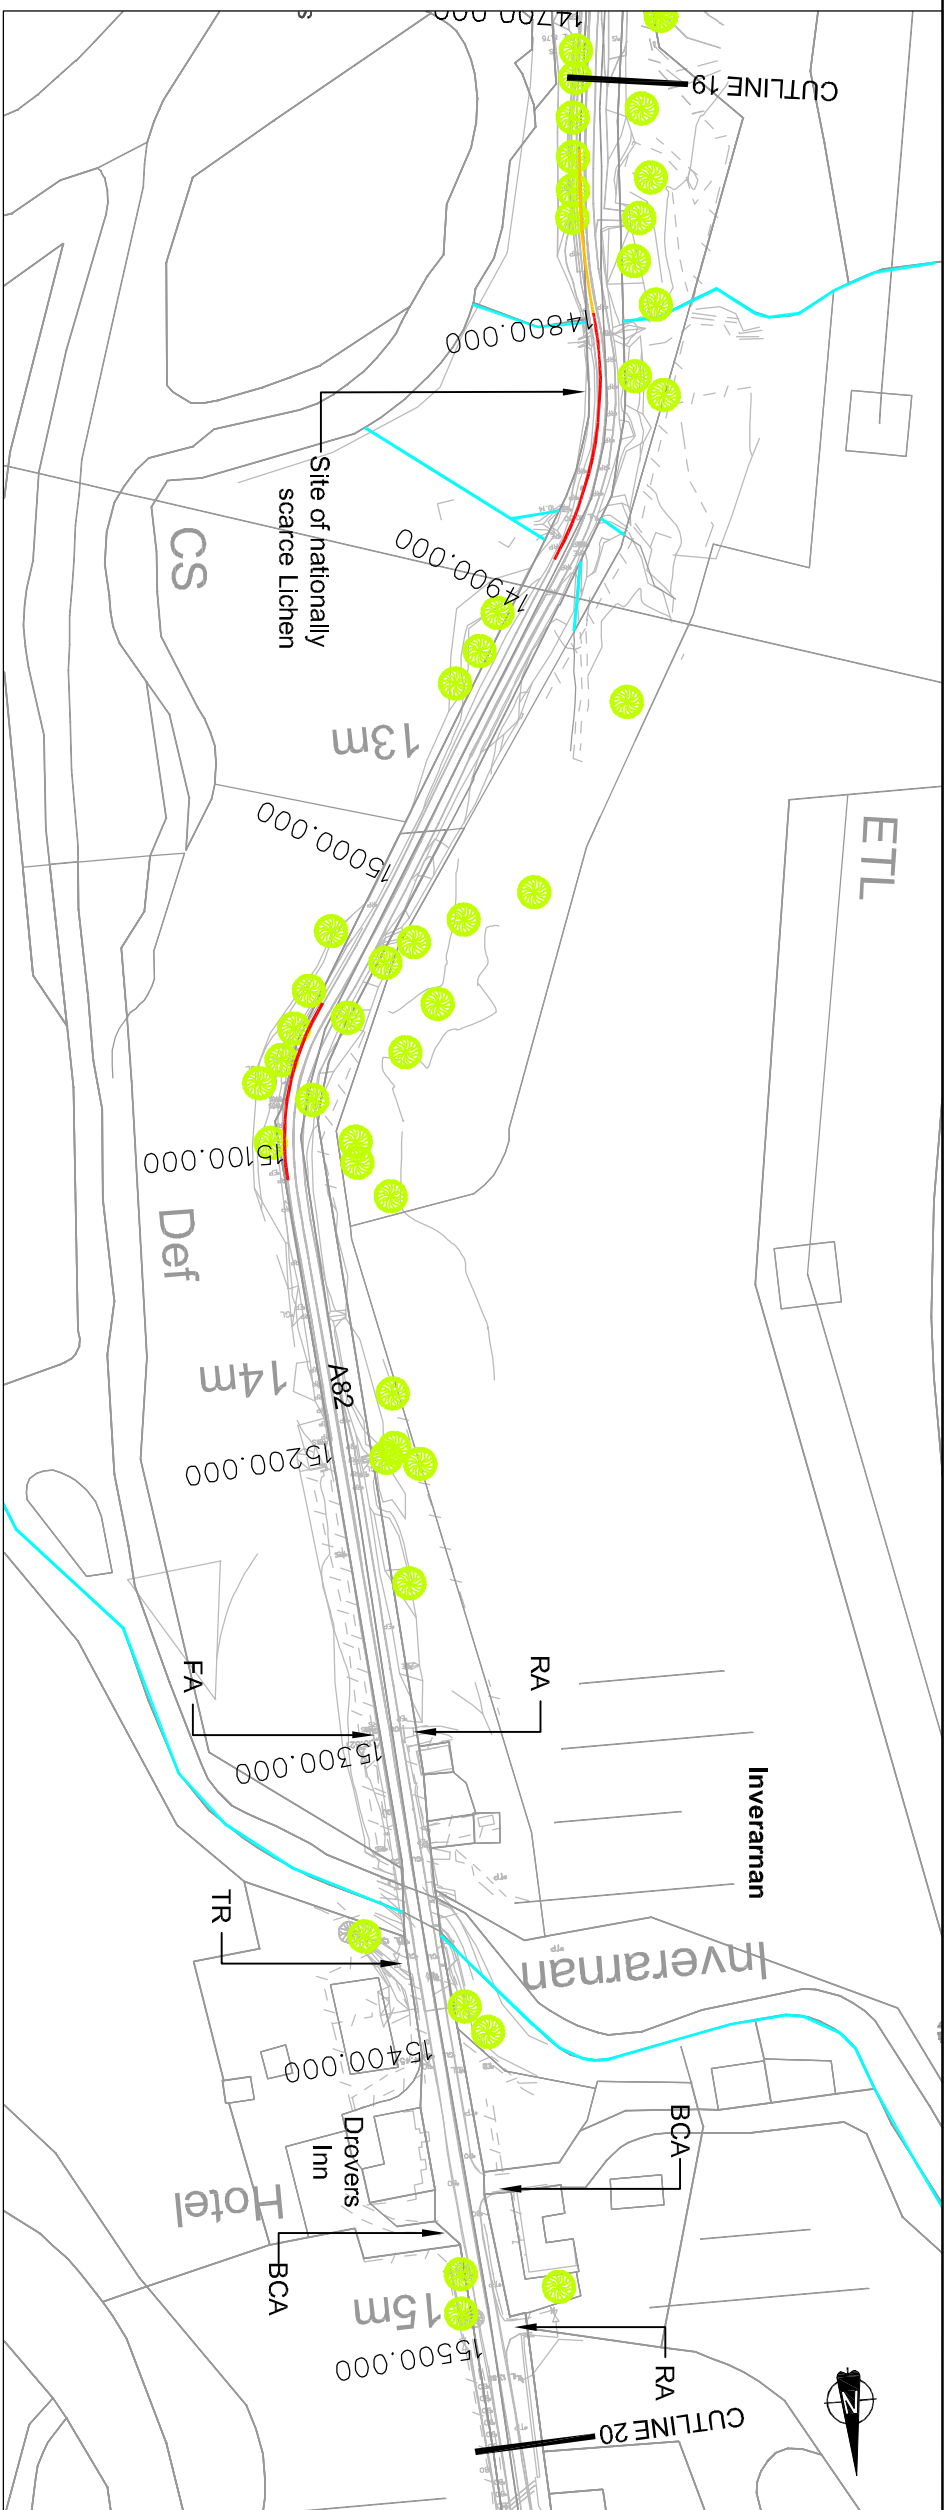 14700.000
CUTLINE 19
14800.000
Site of nationally
scarce Lichen
CS
14900.000
13m
ETL
15000.000
15100.000
Def
14m
A82
15200.000
FA
RA
15300.000
Inverarnan
TR
Inverarnan
15400.000
BCA
Drovers
Inn
Hotel
BCA
15m
15500.000
RA
N
CUTLINE 20